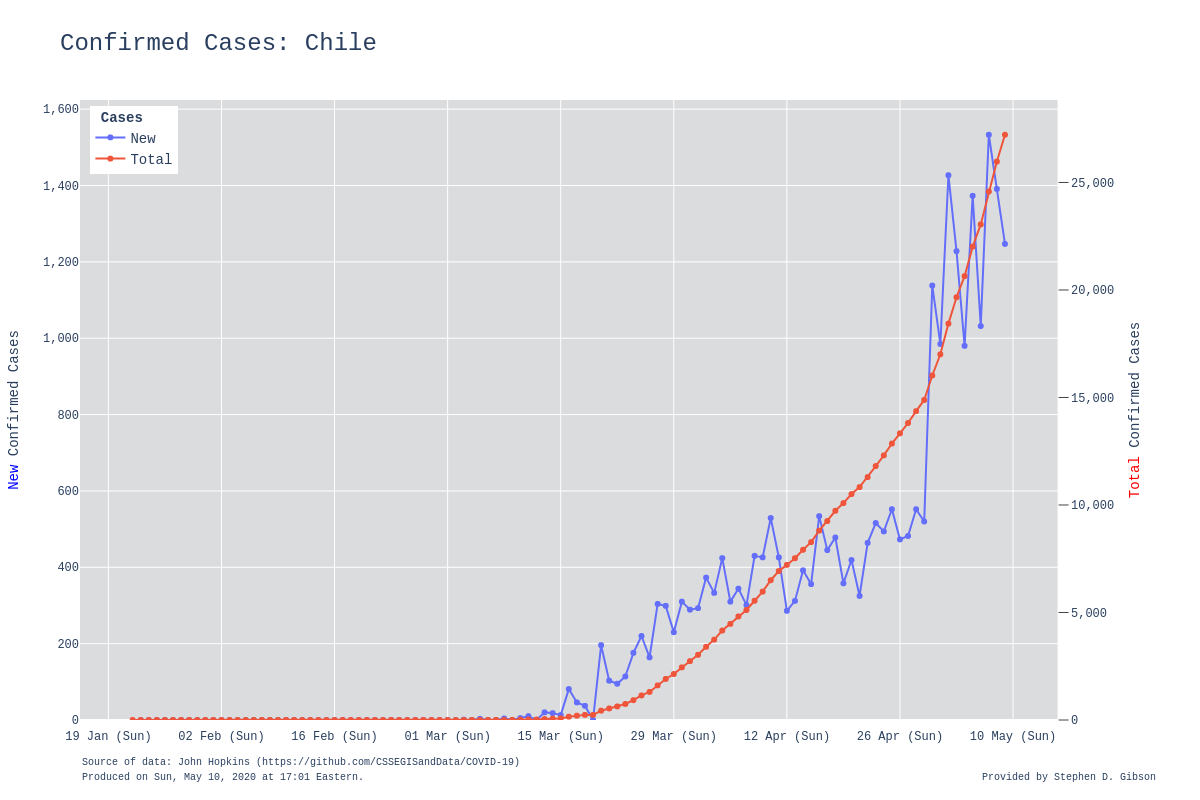 Confirmed Cases: Chile
Cases
New
Total
1,600
1,400
1,200
1,000
800
600
400
200
0
New Confirmed Cases
25,000
20,000
15,000
10,000
5,000
0
Total Confirmed Cases
19 Jan (Sun) 02 Feb (Sun) 16 Feb (Sun) 01 Mar (Sun) 15 Mar (Sun) 29 Mar (Sun) 12 Apr (Sun) 26 Apr (Sun) 10 May (Sun)
Source of data: John Hopkins (https://github.com/CSSEGISandData/COVID-19)
Produced on Sun, May 10, 2020 at 17:01 Eastern.
Provided by Stephen D. Gibson